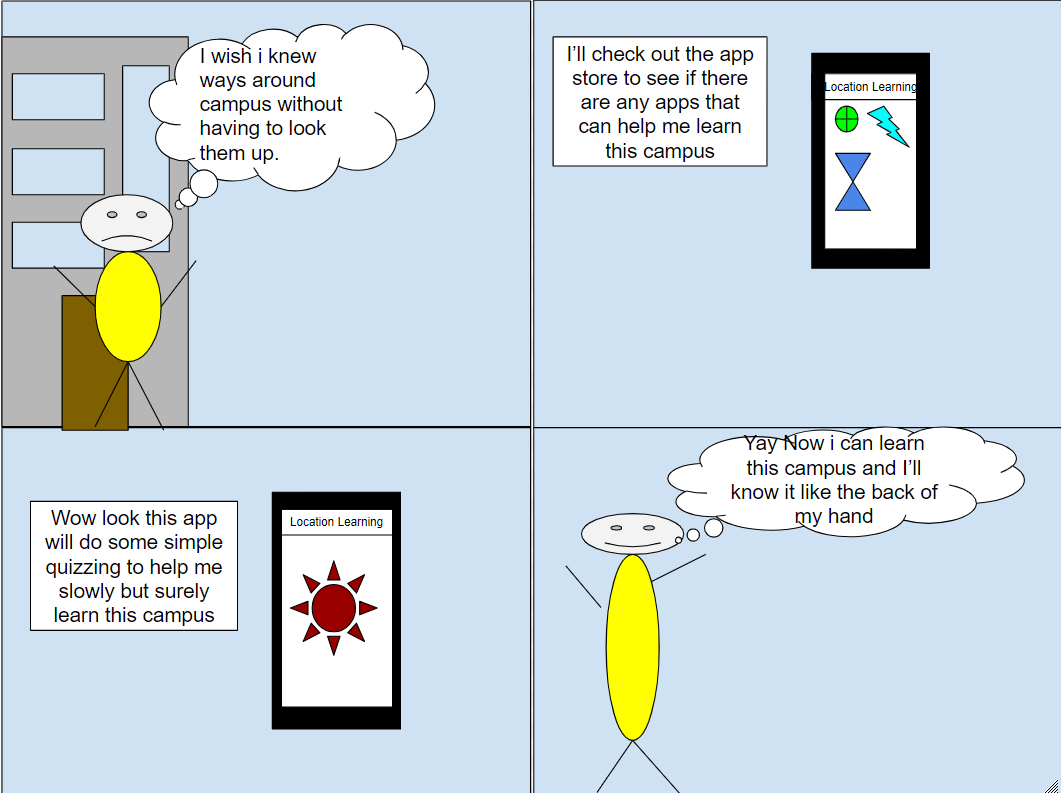 I wish i knew
ways around
campus without
having to look
them up.
I’ll check out the app
store to see if there
are any apps that
can help me learn
this campus
Location Learning
Wow look this app
will do some simple
quizzing to help me
slowly but surely
learn this campus
Location Learning
Yay Now i can learn
this campus and I’ll
know it like the back of
my hand